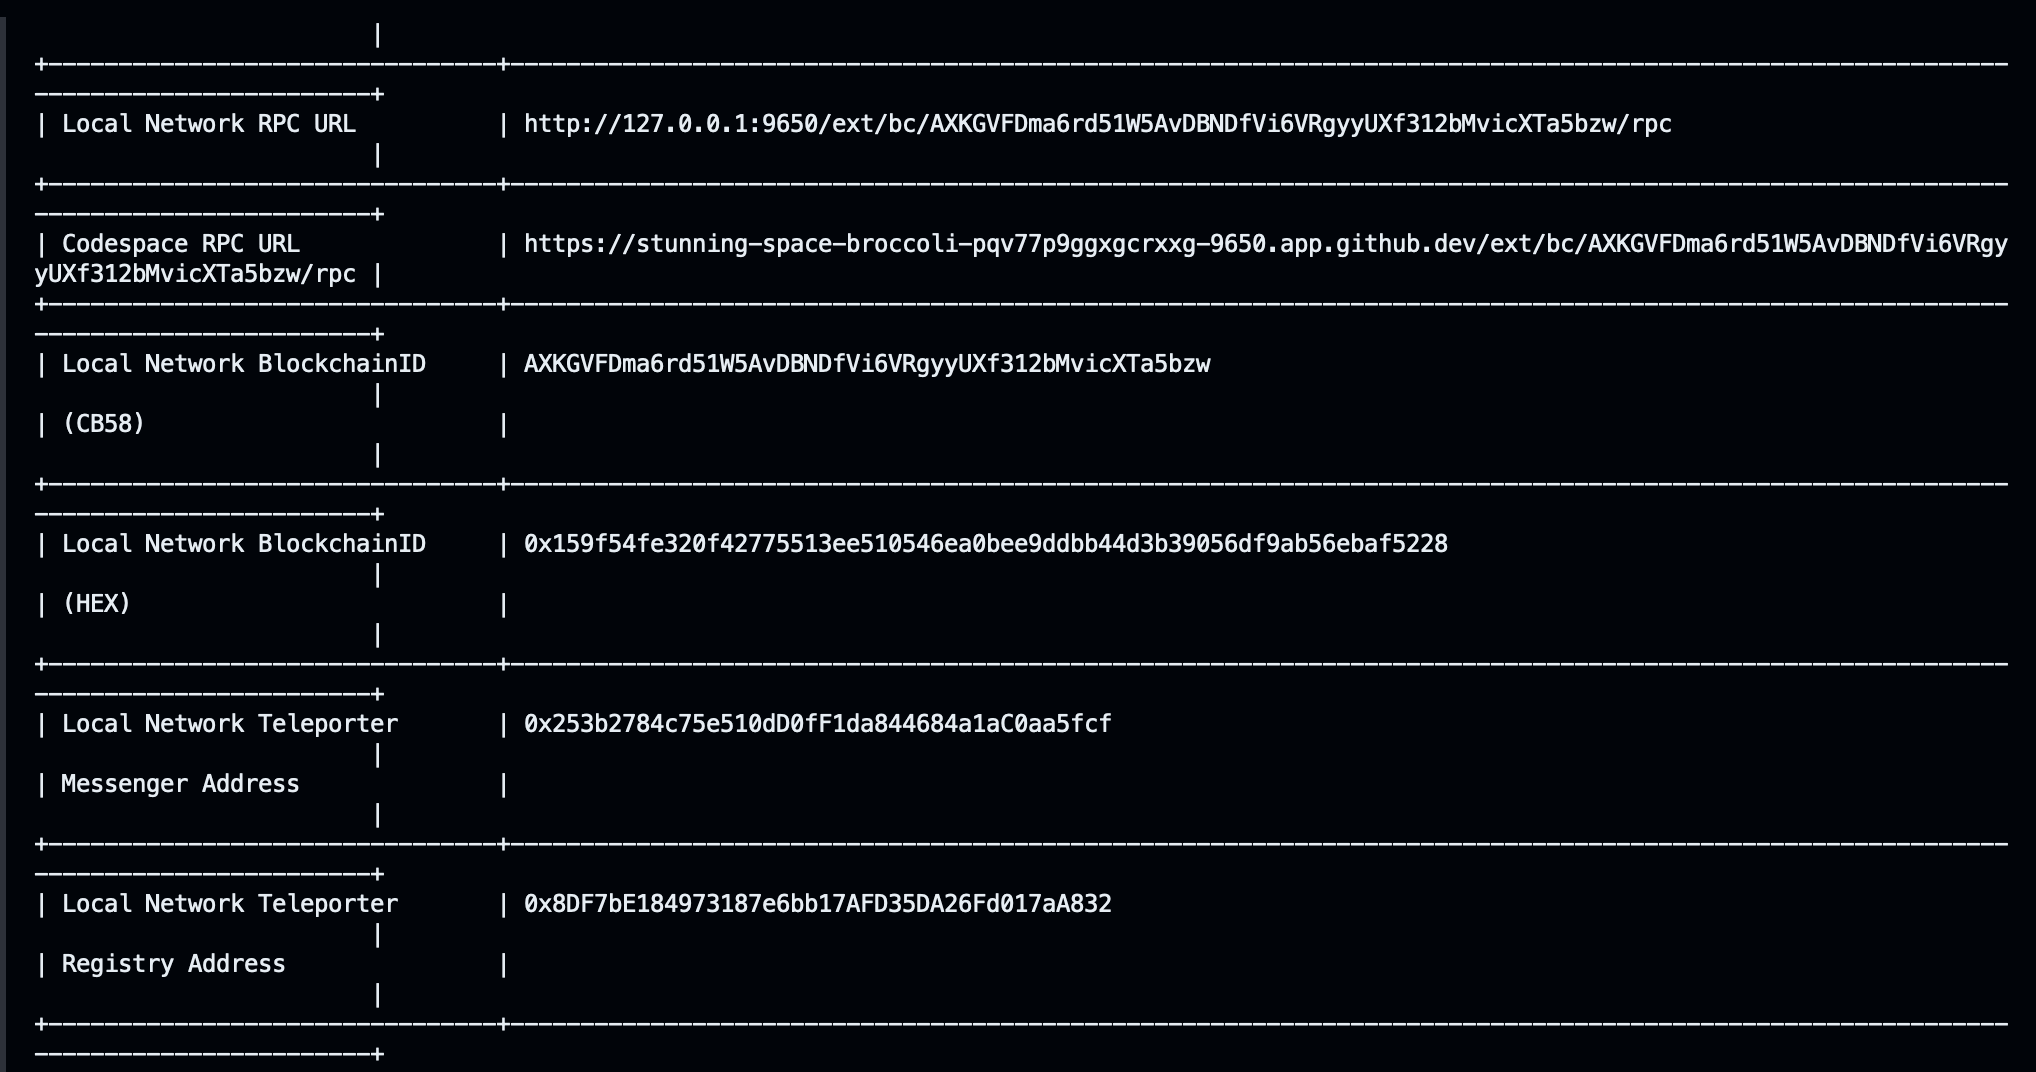 |
+--------------------------------+-----------------------------------------------------------------------------------------------------------
------------------------+
| Local Network RPC URL | http://127.0.0.1:9650/ext/bc/AXKGVFDma6rd51W5AvDBNDfVi6VRgyyUXf312bMvicXTa5bzw/rpc
|
+--------------------------------+-----------------------------------------------------------------------------------------------------------
------------------------+
| Codespace RPC URL | https://stunning-space-broccoli-pqv77p9ggxgcrxxg-9650.app.github.dev/ext/bc/AXKGVFDma6rd51W5AvDBNDfVi6VRgy
yUXf312bMvicXTa5bzw/rpc |
+--------------------------------+-----------------------------------------------------------------------------------------------------------
------------------------+
| Local Network BlockchainID | AXKGVFDma6rd51W5AvDBNDfVi6VRgyyUXf312bMvicXTa5bzw
|
| (CB58) |
|
+--------------------------------+-----------------------------------------------------------------------------------------------------------
------------------------+
| Local Network BlockchainID | 0x159f54fe320f42775513ee510546ea0bee9ddbb44d3b39056df9ab56ebaf5228
|
| (HEX) |
|
+--------------------------------+-----------------------------------------------------------------------------------------------------------
------------------------+
| Local Network Teleporter | 0x253b2784c75e510dD0fF1da844684a1aC0aa5fcf
|
| Messenger Address |
|
+--------------------------------+-----------------------------------------------------------------------------------------------------------
------------------------+
| Local Network Teleporter | 0x8DF7bE184973187e6bb17AFD35DA26Fd017aA832
|
| Registry Address |
|
+--------------------------------+-----------------------------------------------------------------------------------------------------------
------------------------+